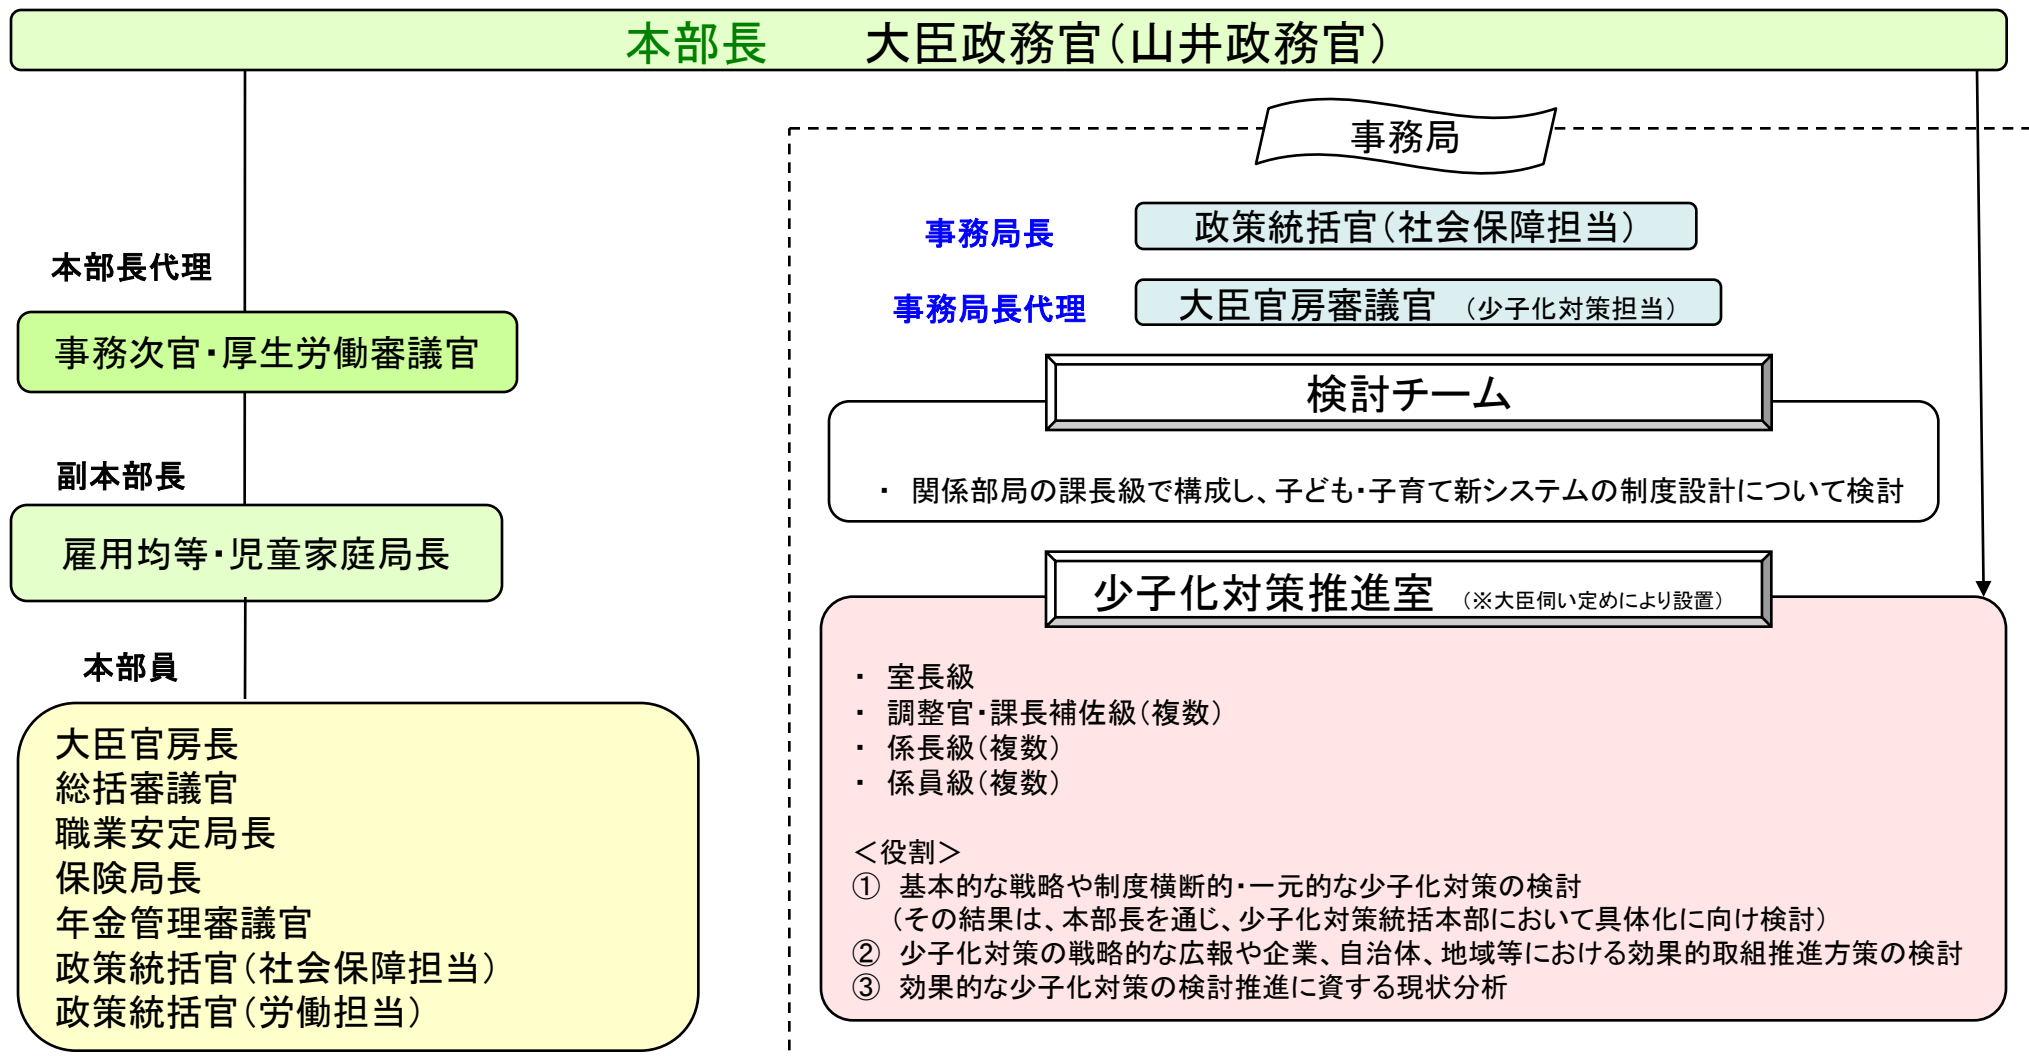 本部長　　大臣政務官（山井政務官）
本部長代理
事務次官・厚生労働審議官
副本部長
雇用均等・児童家庭局長
本部員
大臣官房長
総括審議官
職業安定局長
保険局長
年金管理審議官
政策統括官（社会保障担当）
政策統括官（労働担当）
事務局
事務局長　政策統括官（社会保障担当）
事務局長代理　大臣官房審議官　（少子化対策担当）
検討チーム
・　関係部局の課長級で構成し、子ども・子育て新システムの制度設計について検討
少子化対策推進室　（※大臣伺い定めにより設置）
・　室長級
・　調整官・課長補佐級（複数）
・　係長級（複数）
・　係員級（複数）
＜役割＞
①　基本的な戦略や制度横断的・一元的な少子化対策の検討
（その結果は、本部長を通じ、少子化対策統括本部において具体化に向け検討）
②　少子化対策の戦略的な広報や企業、自治体、地域等における効果的取組推進方策の検討
③　効果的な少子化対策の検討推進に資する現状分析